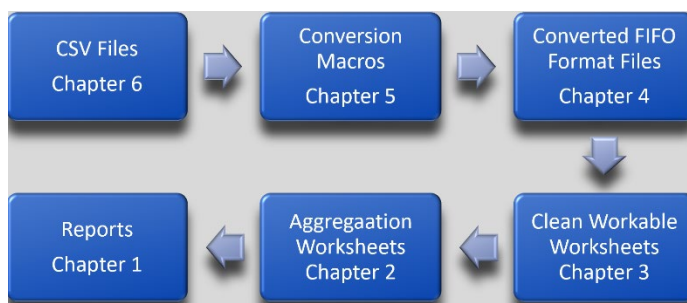 CSV Files
Chapter 6
Conversion
Macros
Chapter 5
Converted FIFO
Format Files
Chapter 4
Reports
Chapter 1
Aggregaation
Worksheets
Chapter 2
Clean Workable
Worksheets
Chapter 3